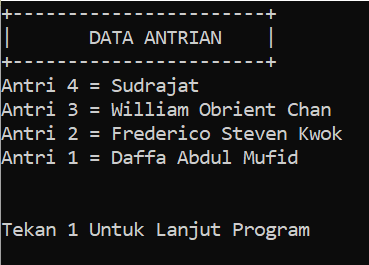 +-----------------------+
|       DATA ANTRIAN    |
+-----------------------+
Antri 4 = Sudrajat
Antri 3 = William Obrient Chan
Antri 2 = Frederico Steven Kwok
Antri 1 = Daffa Abdul Mufid
Tekan 1 Untuk Lanjut Program